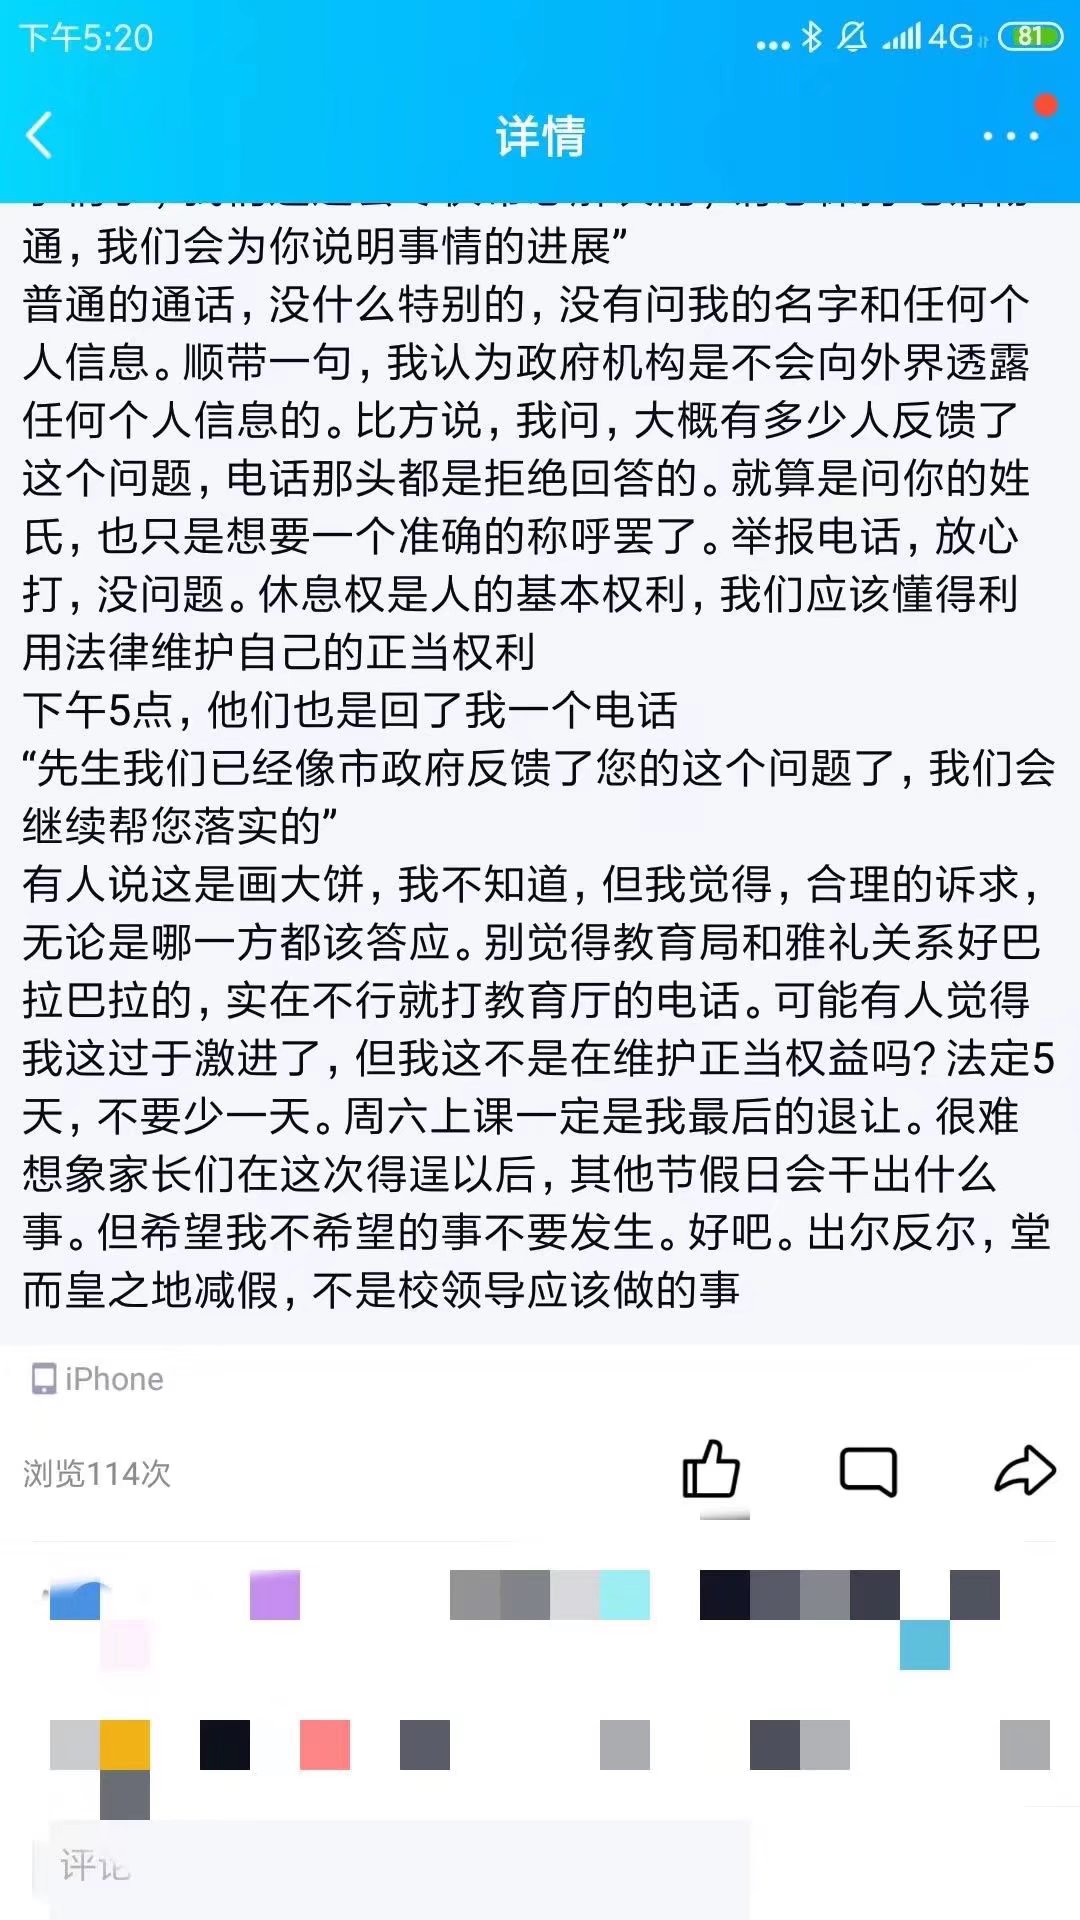 下午5:20
4G
81
详情
通，我们会为你说明事情的进展”
普通的通话，没什么特别的，没有问我的名字和任何个
人信息。顺带一句，我认为政府机构是不会向外界透露
任何个人信息的。比方说，我问，大概有多少人反馈了
这个问题，电话那头都是拒绝回答的。就算是问你的姓
氏，也只是想要一个准确的称呼罢了。举报电话，放心
打，没问题。休息权是人的基本权利，我们应该懂得利
用法律维护自己的正当权利
下午5点，他们也是回了我一个电话
“先生我们已经像市政府反馈了您的这个问题了，我们会
继续帮您落实的”
有人说这是画大饼，我不知道，但我觉得，合理的诉求，
无论是哪一方都该答应。别觉得教育局和雅礼关系好巴
拉巴拉的，实在不行就打教育厅的电话。可能有人觉得
我这过于激进了，但我这不是在维护正当权益吗？法定5
天，不要少一天。周六上课一定是我最后的退让。很难
想象家长们在这次得逞以后，其他节假日会干出什么
事。但希望我不希望的事不要发生。好吧。出尔反尔，堂
而皇之地减假，不是校领导应该做的事
iPhone
浏览114次
评论